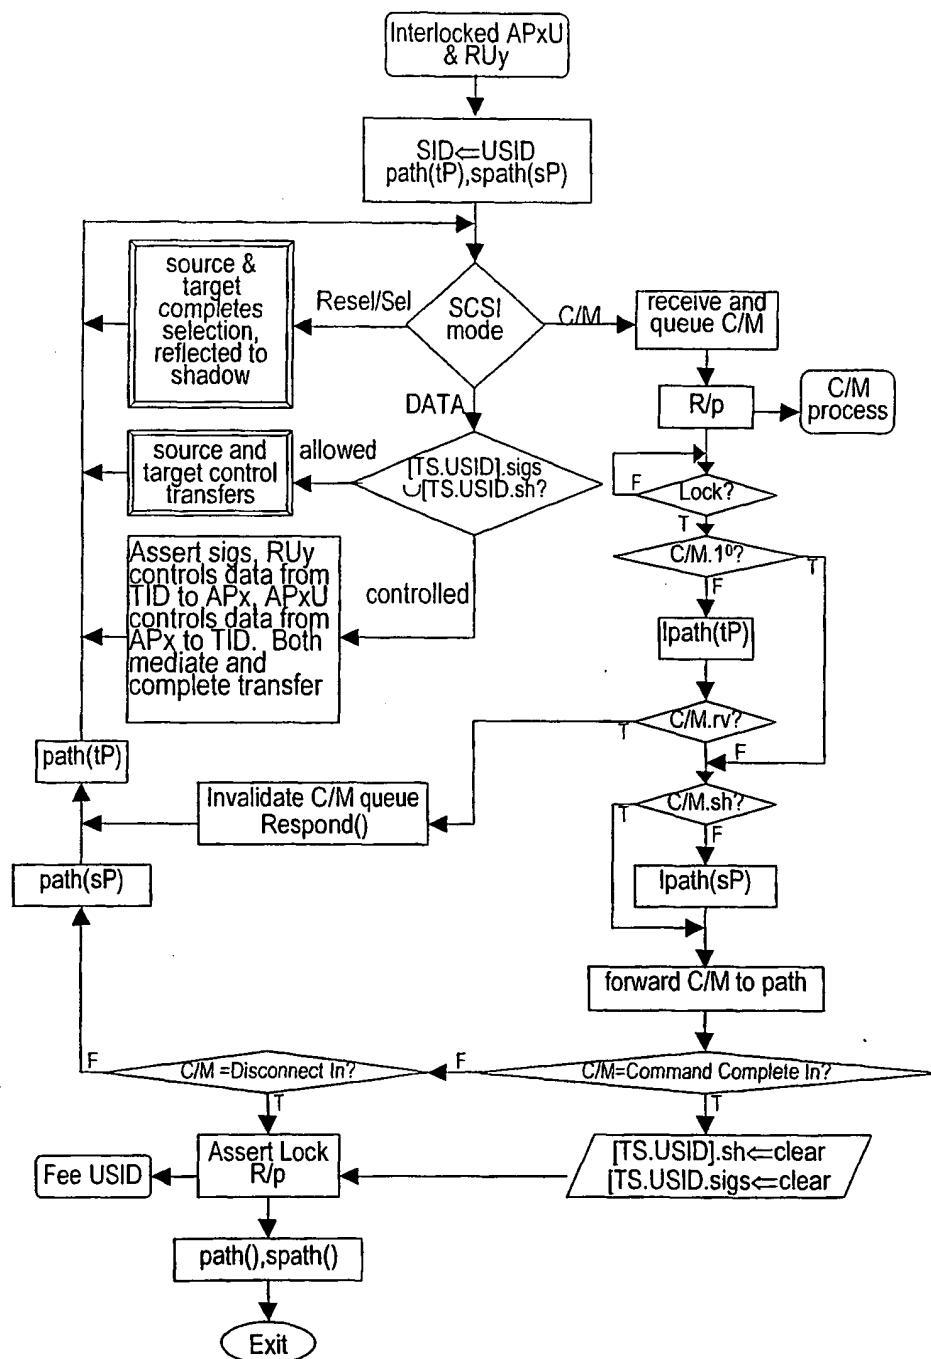 Interlocked APxU
& RUy
SID⇐USID
path(tP),spath(sP)
source &
target
completes
selection,
reflected to
shadow
Resel/Sel
SCSI
mode
C/M
receive and
queue C/M
R/p
C/M
process
DATA
source and
target control
transfers
allowed
[TS.USID].sigs
∪[TS.USID.sh?
F
Lock?
T
C/M.1⁰?
T
F
Assert sigs, RUy
controls data from
TID to APx, APxU
controls data from
APx to TID. Both
mediate and
complete transfer
controlled
!path(tP)
C/M.rv?
T
F
path(tP)
Invalidate C/M queue
Respond()
C/M.sh?
T
F
path(sP)
!path(sP)
forward C/M to path
F
C/M =Disconnect In?
F
C/M=Command Complete In?
T
T
Fee USID
Assert Lock
R/p
[TS.USID].sh⇐clear
[TS.USID.sigs⇐clear
path(),spath()
Exit